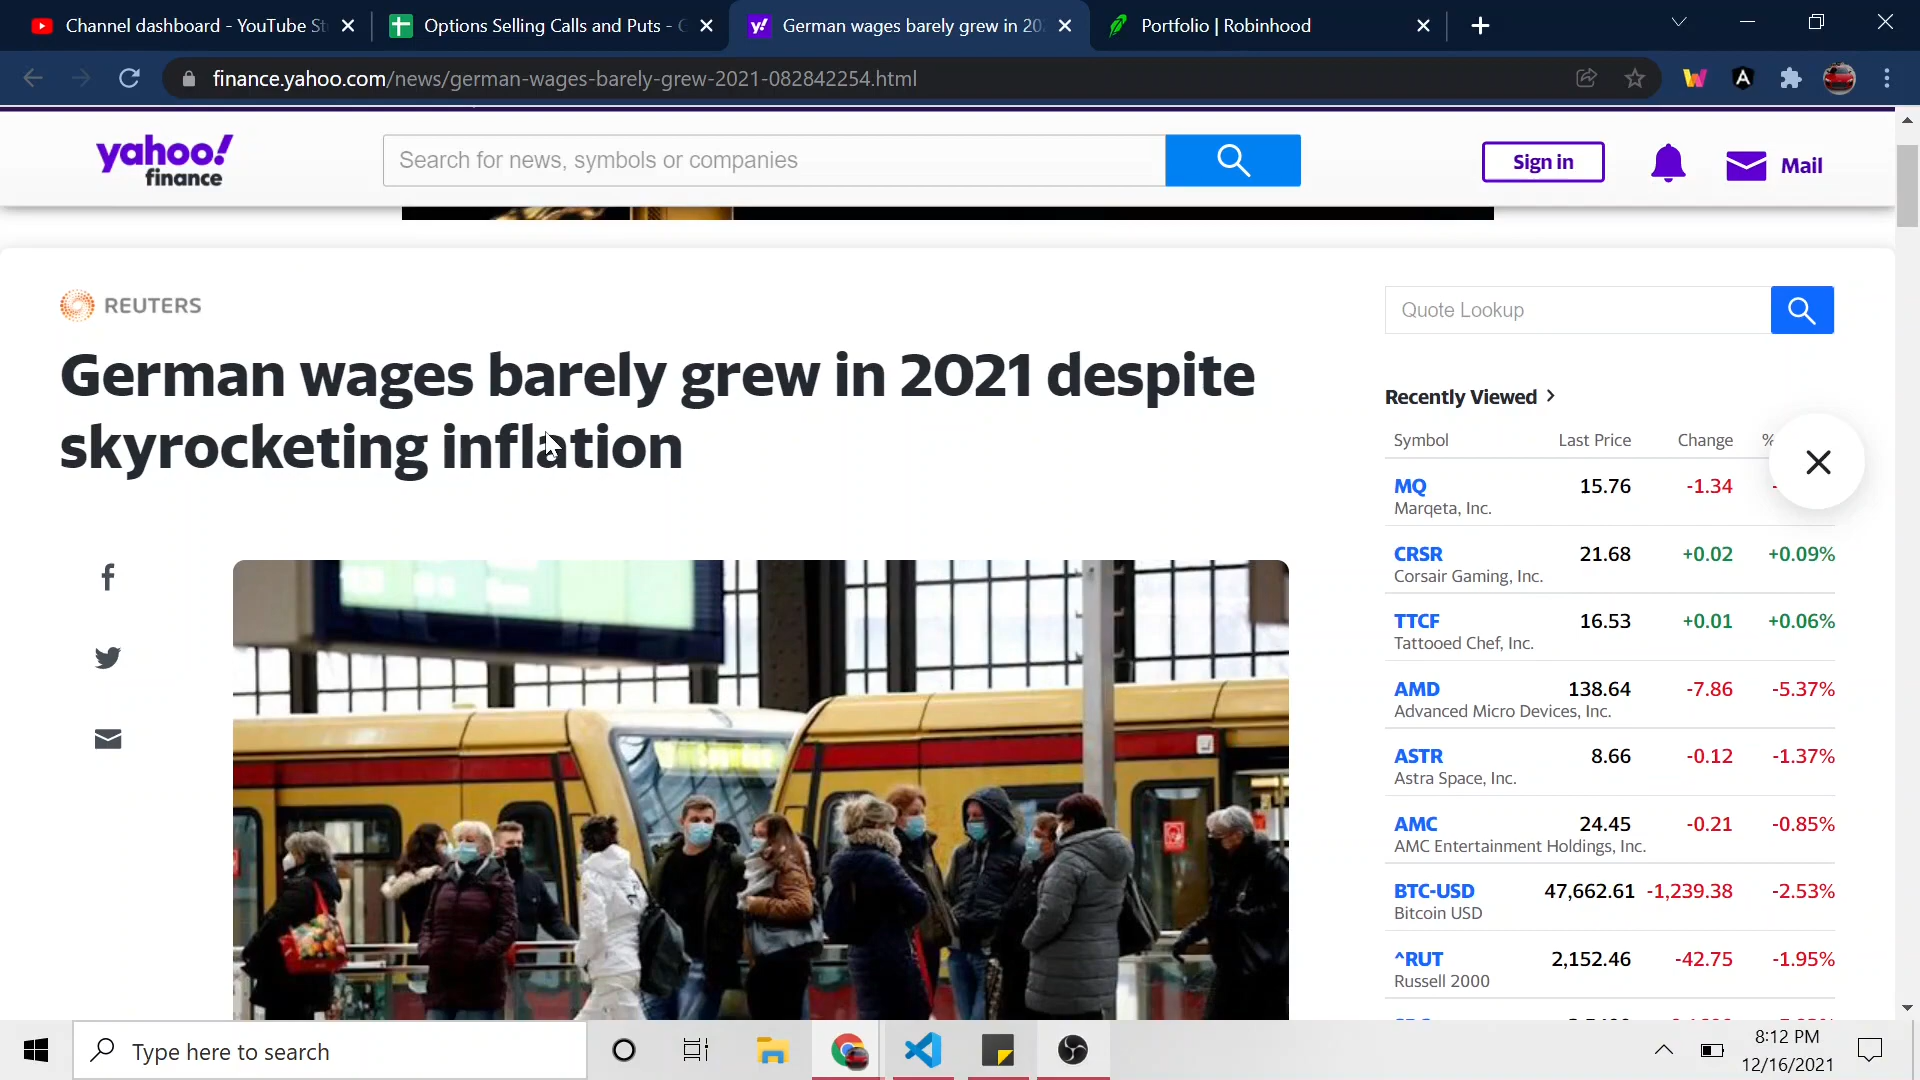 Channel dashboard - YouTube St
Options Selling Calls and Puts - G
German wages barely grew in 202
Portfolio | Robinhood
finance.yahoo.com/news/german-wages-barely-grew-2021-082842254.html
yahoo!
finance
Search for news, symbols or companies
Sign in
Mail
REUTERS
German wages barely grew in 2021 despite
skyrocketing inflation
Quote Lookup
Recently Viewed
Symbol Last Price Change %
MQ 15.76 -1.34 -
Marqeta, Inc.
CRSR 21.68 +0.02 +0.09%
Corsair Gaming, Inc.
TTCF 16.53 +0.01 +0.06%
Tattooed Chef, Inc.
AMD 138.64 -7.86 -5.37%
Advanced Micro Devices, Inc.
ASTR 8.66 -0.12 -1.37%
Astra Space, Inc.
AMC 24.45 -0.21 -0.85%
AMC Entertainment Holdings, Inc.
BTC-USD 47,662.61 -1,239.38 -2.53%
Bitcoin USD
^RUT 2,152.46 -42.75 -1.95%
Russell 2000
Type here to search
8:12 PM
12/16/2021